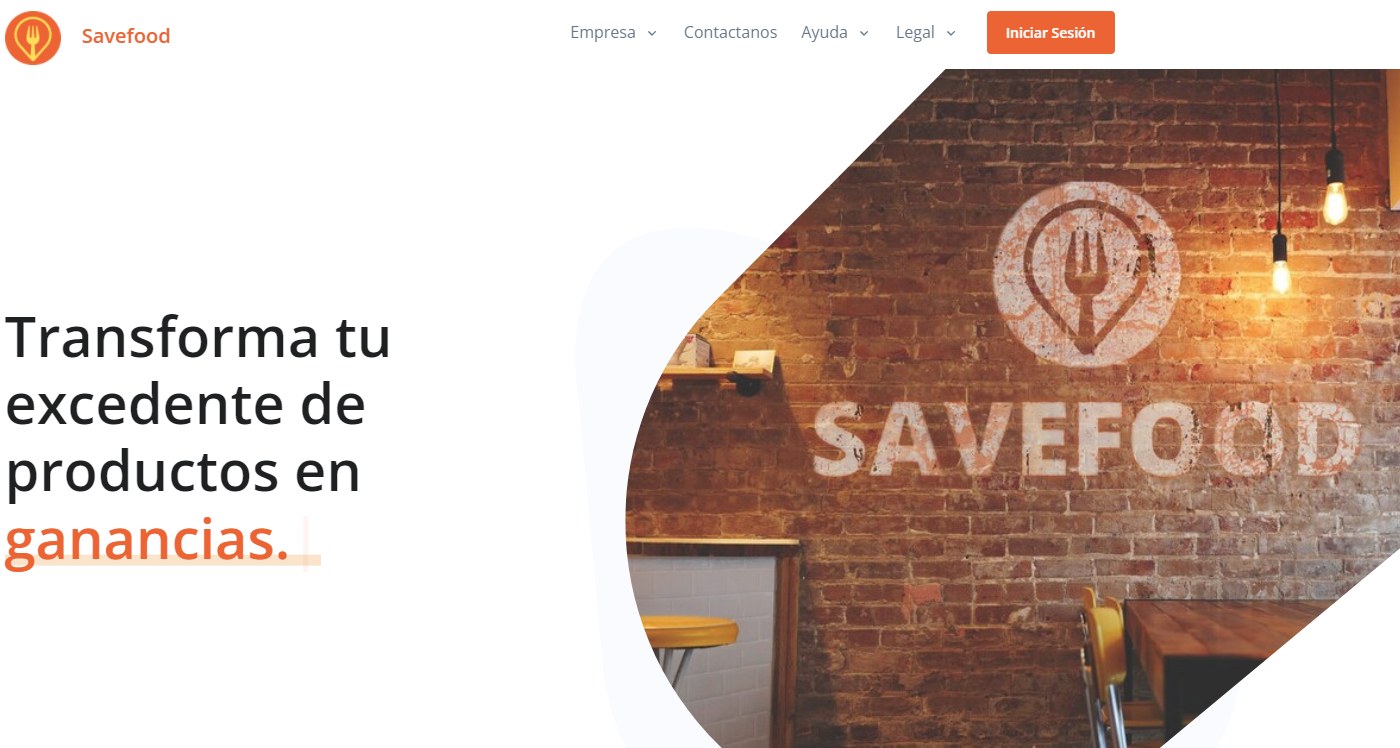 Savefood
Empresa
Contactanos
Ayuda
Legal
Iniciar Sesión
Transforma tu
excedente de
productos en
ganancias.
SAVEFOOD